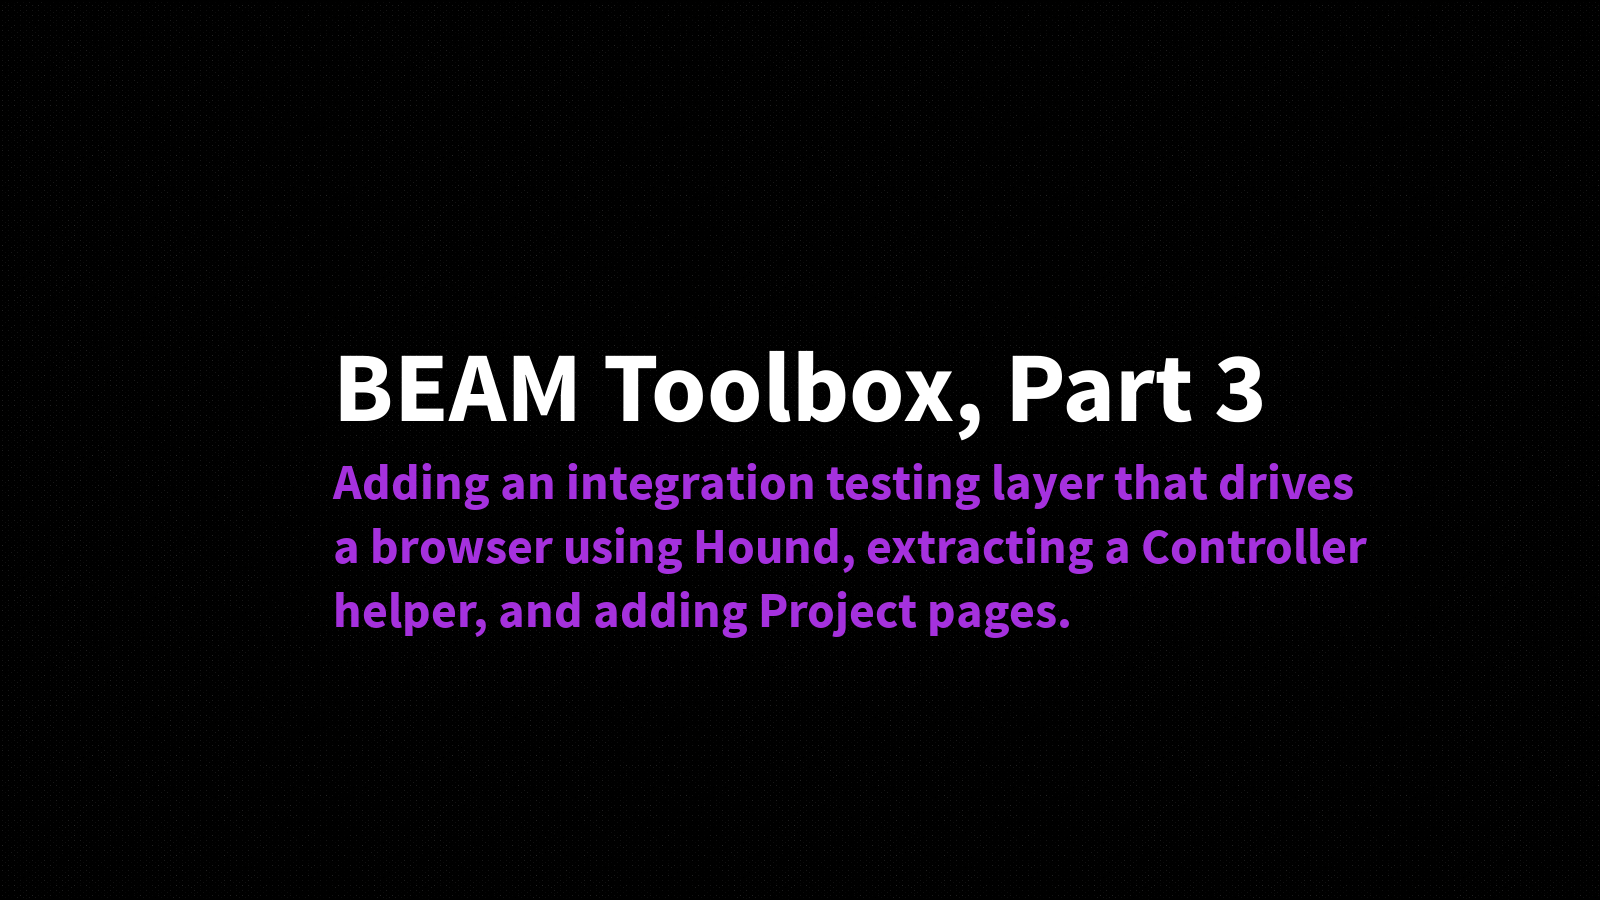 BEAM Toolbox, Part 3
Adding an integration testing layer that drives
a browser using Hound, extracting a Controller
helper, and adding Project pages.